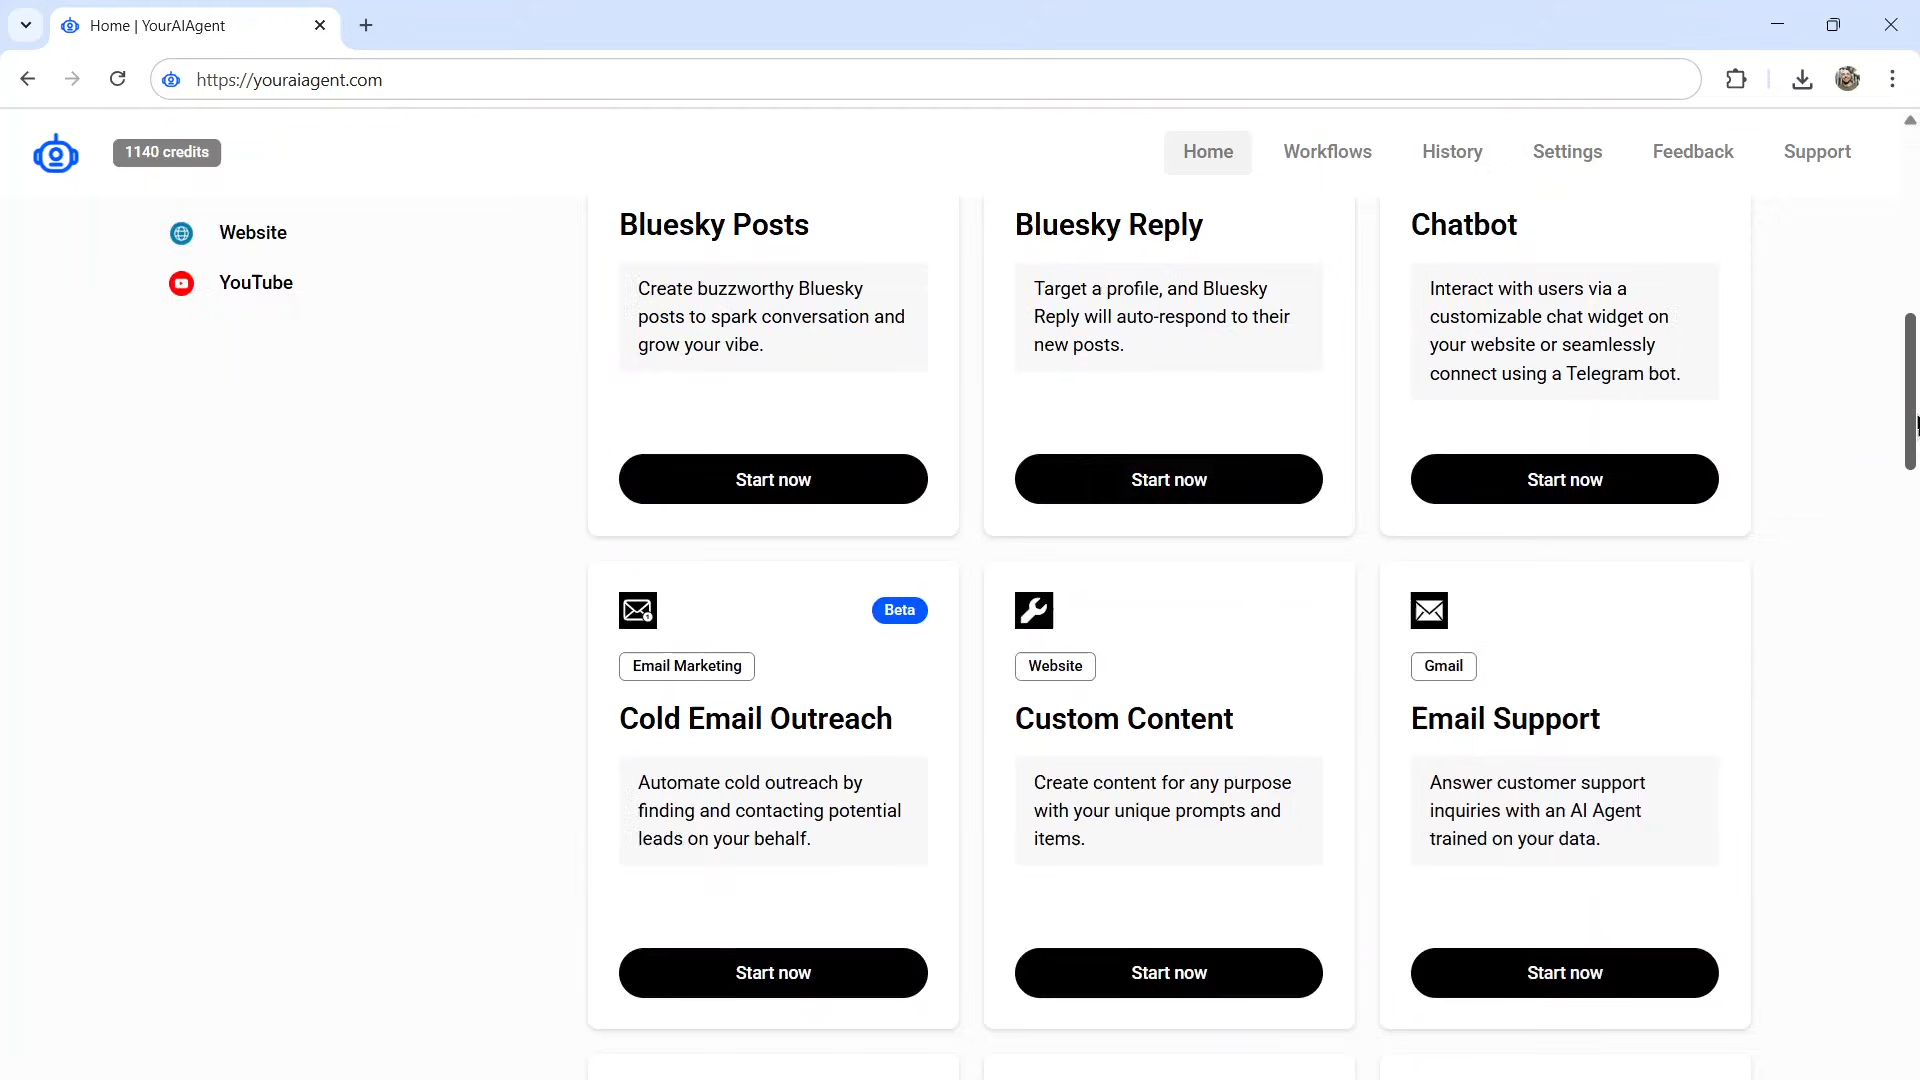 Home | YourAIAgent
https://youraiagent.com
1140 credits
Home
Workflows
History
Settings
Feedback
Support
Website
YouTube
Bluesky Posts
Create buzzworthy Bluesky
posts to spark conversation and
grow your vibe.
Start now
Bluesky Reply
Target a profile, and Bluesky
Reply will auto-respond to their
new posts.
Start now
Chatbot
Interact with users via a
customizable chat widget on
your website or seamlessly
connect using a Telegram bot.
Start now
Beta
Email Marketing
Cold Email Outreach
Automate cold outreach by
finding and contacting potential
leads on your behalf.
Start now
Website
Custom Content
Create content for any purpose
with your unique prompts and
items.
Start now
Gmail
Email Support
Answer customer support
inquiries with an AI Agent
trained on your data.
Start now